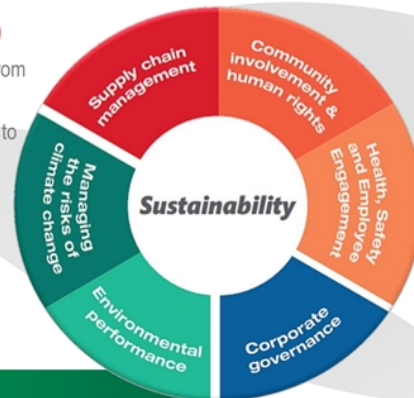 rom
to
Supply chain
management
Community
involvement &
human rights
Health, Safety
and Employee
Engagement
Corporate
governance
Environmental
performance
Managing
the risks of
climate change
Sustainability